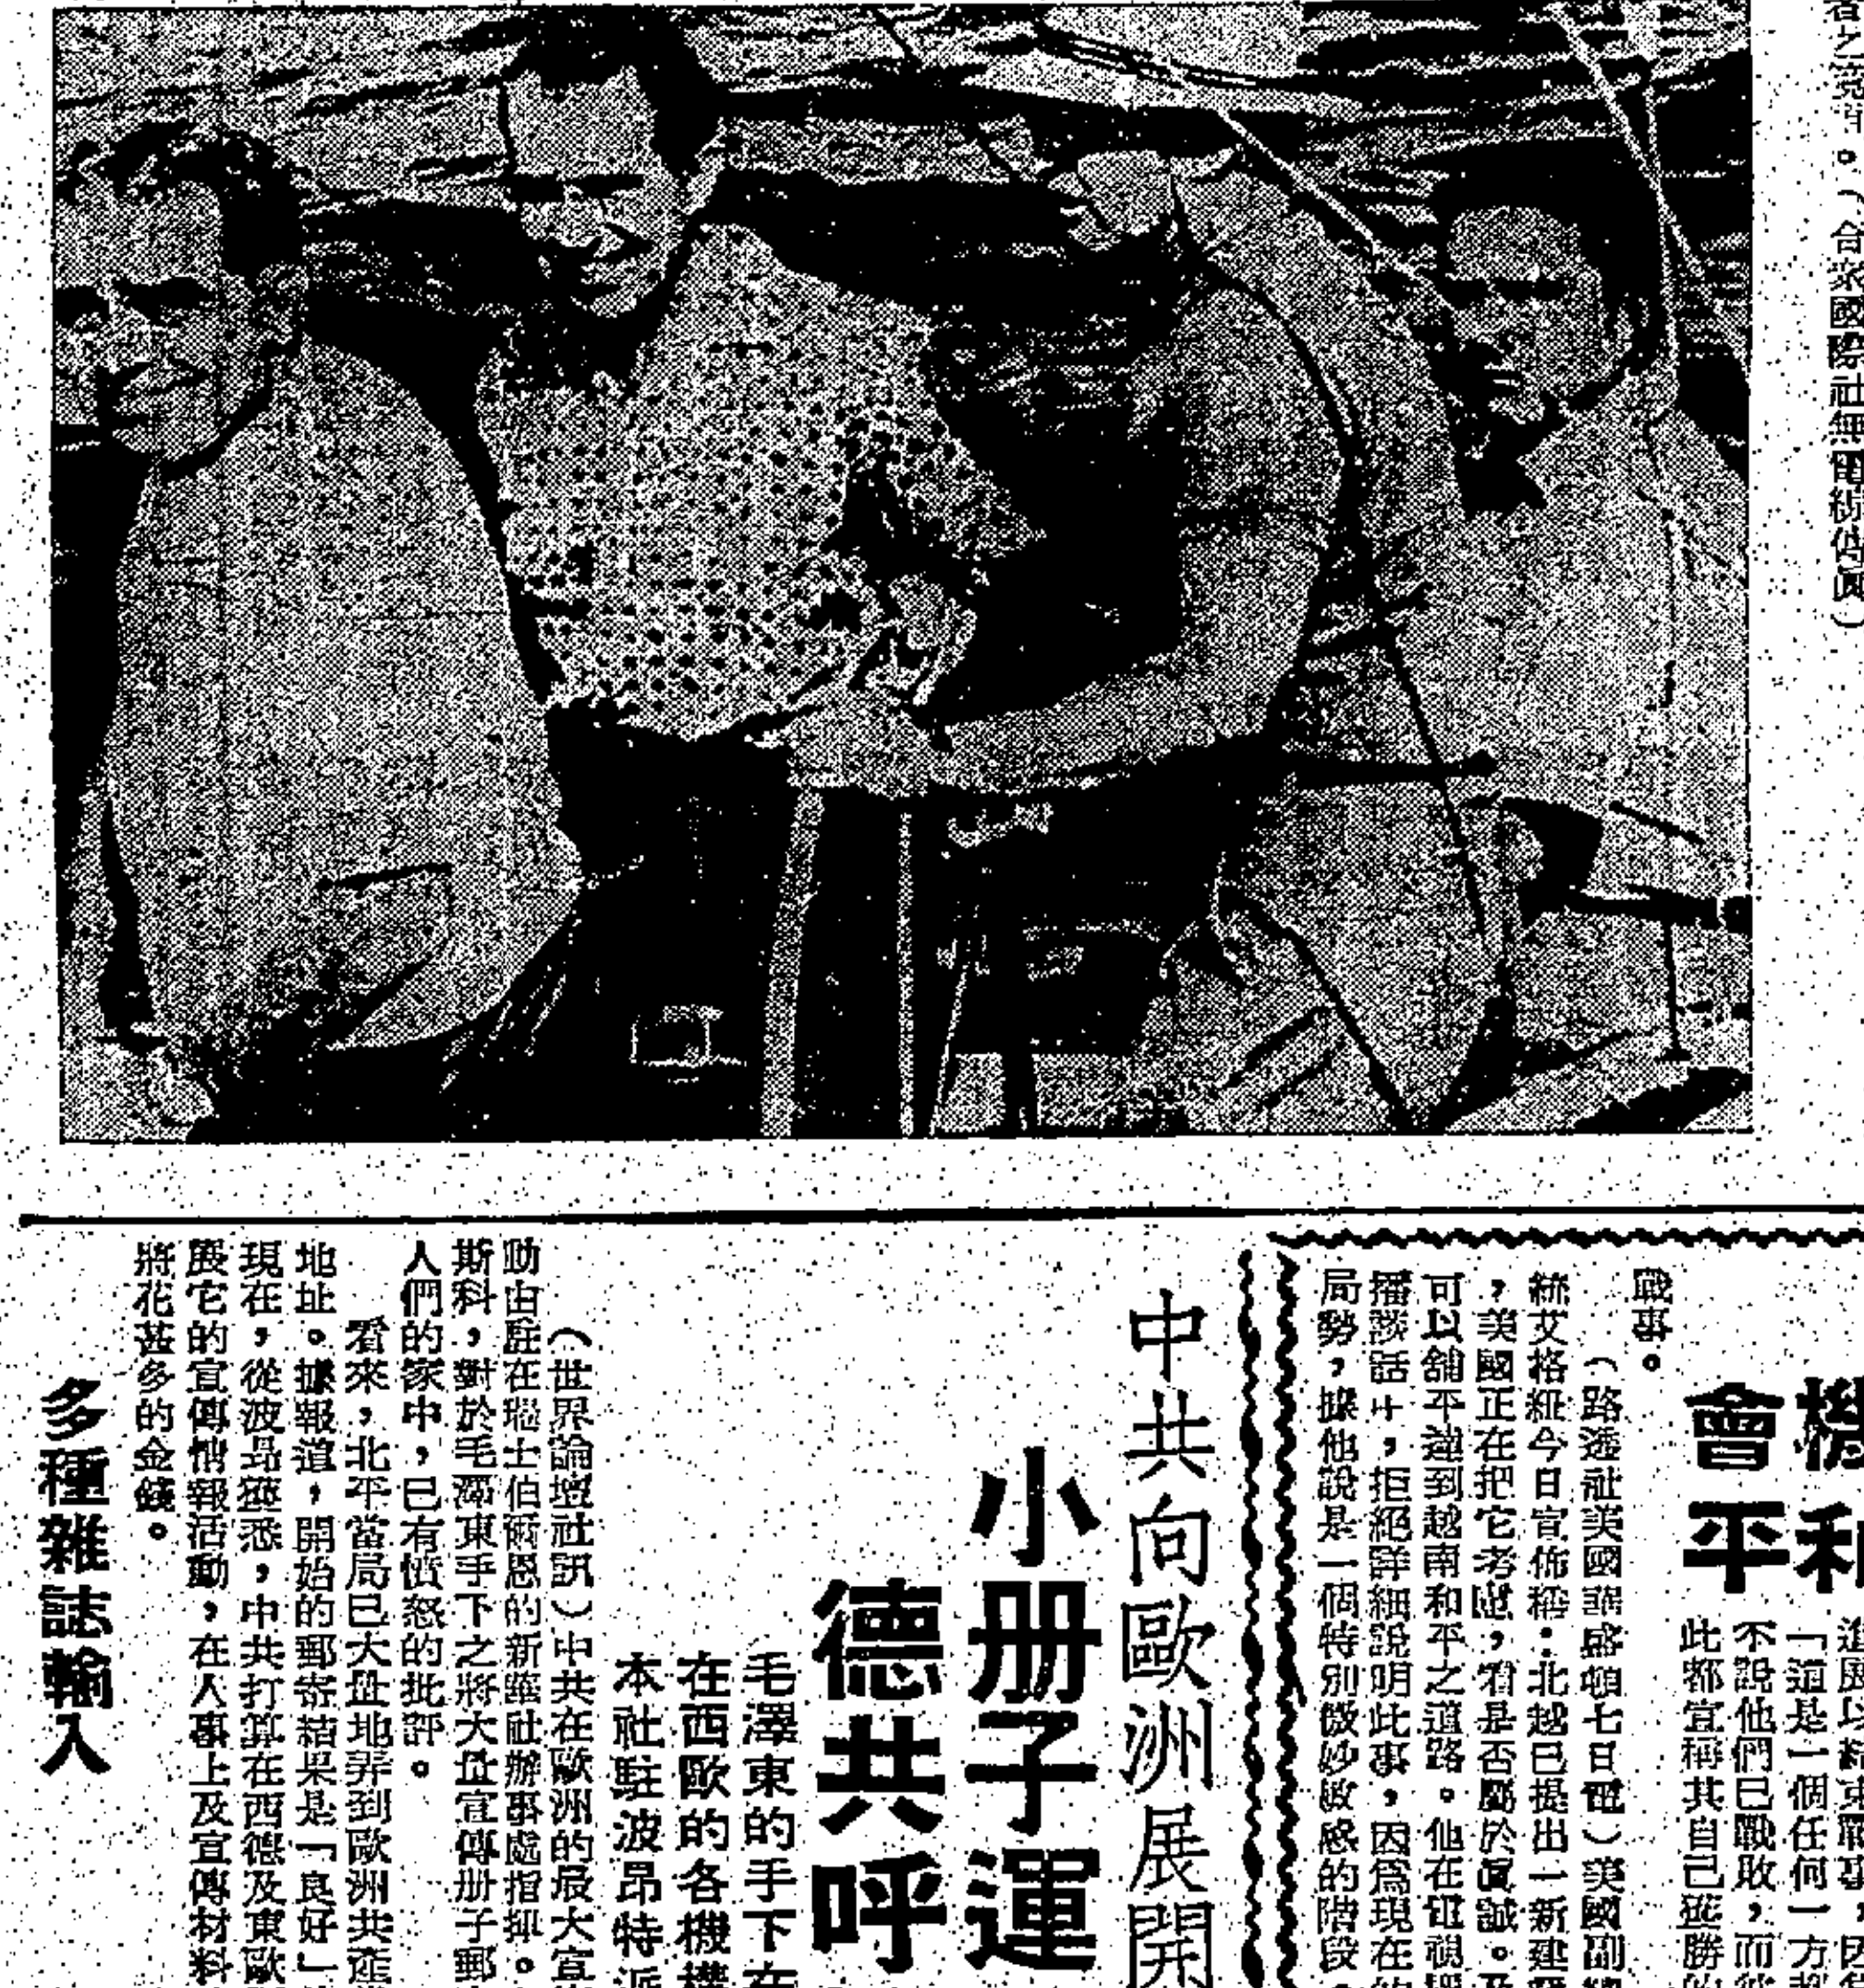 。(合衆國際社無電傳真)
機
和
會
平
「這是一個任何一方
不說他們已戰敗,而
此都宣稱其自己獲勝
戰事。
(路透社美國華盛頓七日電)美國副總
統艾格紐今日宣佈稱:北越已提出一新建
,美國正在把它考慮,看是否屬於眞誠。
可以舖平達到越南和平之道路。他在電視
播談話中,拒絕詳細說明此事,因爲現在
局勢,據他說是一個特別微妙敏感的階段。
中共向歐洲展開
小册子運
德共呼
毛澤東的手下在
在西歐的各機構
本社駐波昂特派
(世界論壇社訊)中共在歐洲的最大宣
動由駐在瑞士伯爾恩的新華社辦事處指揮。
斯科,對於毛澤東手下之將大量宣傳册子郵
人們的家中,已有憤怒的批評。
看來,北平當局已大量地弄到歐洲共產
地址。據報道,開始的郵寄結果是「良好」
現在,從波昂獲悉,中共打算在西德及東歐
展它的宣傳情報活動,在人事上及宣傳材料
將花甚多的金錢。
多種雜誌輸入